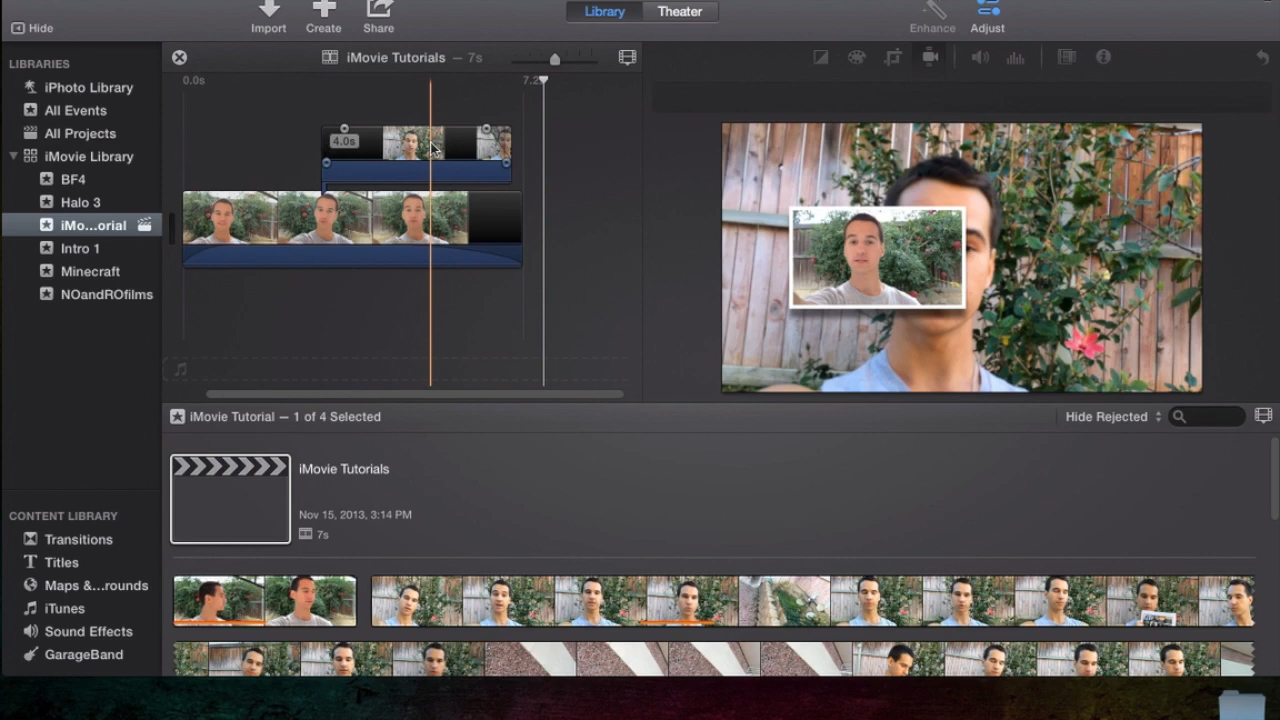 Hide
Import
Create
Share
Library
Theater
Enhance
Adjust
LIBRARIES
iPhoto Library
All Events
All Projects
iMovie Library
BF4
Halo 3
iMo...orial
Intro 1
Minecraft
NOandROfilms
iMovie Tutorials — 7s
0.0s
7.2
4.0s
iMovie Tutorial — 1 of 4 Selected
Hide Rejected
iMovie Tutorials
Nov 15, 2013, 3:14 PM
7s
CONTENT LIBRARY
Transitions
Titles
Maps &...rounds
iTunes
Sound Effects
GarageBand